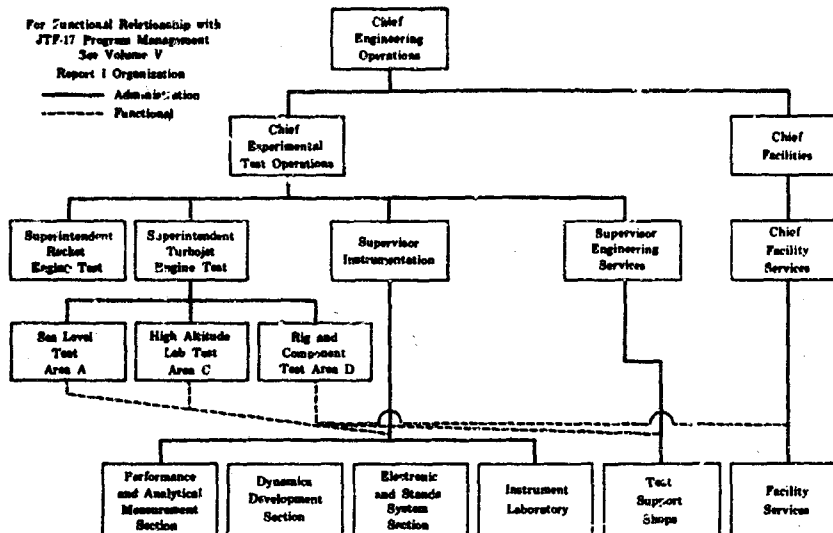 For Functional Relationship with
JTF-17 Program Management
See Volume V
Report I Organization
Administration
Functional
Chief
Engineering
Operations
Chief
Experimental
Test Operations
Chief
Facilities
Superintendent
Rocket
Engine Test
Superintendent
Turbojet
Engine Test
Supervisor
Instrumentation
Supervisor
Engineering
Services
Chief
Facility
Services
Sea Level
Test
Area A
High Altitude
Lab Test
Area C
Rig and
Component
Test Area D
Performance
and Analytical
Measurement
Section
Dynamics
Development
Section
Electronic
and Stands
System
Section
Instrument
Laboratory
Test
Support
Shops
Facility
Services